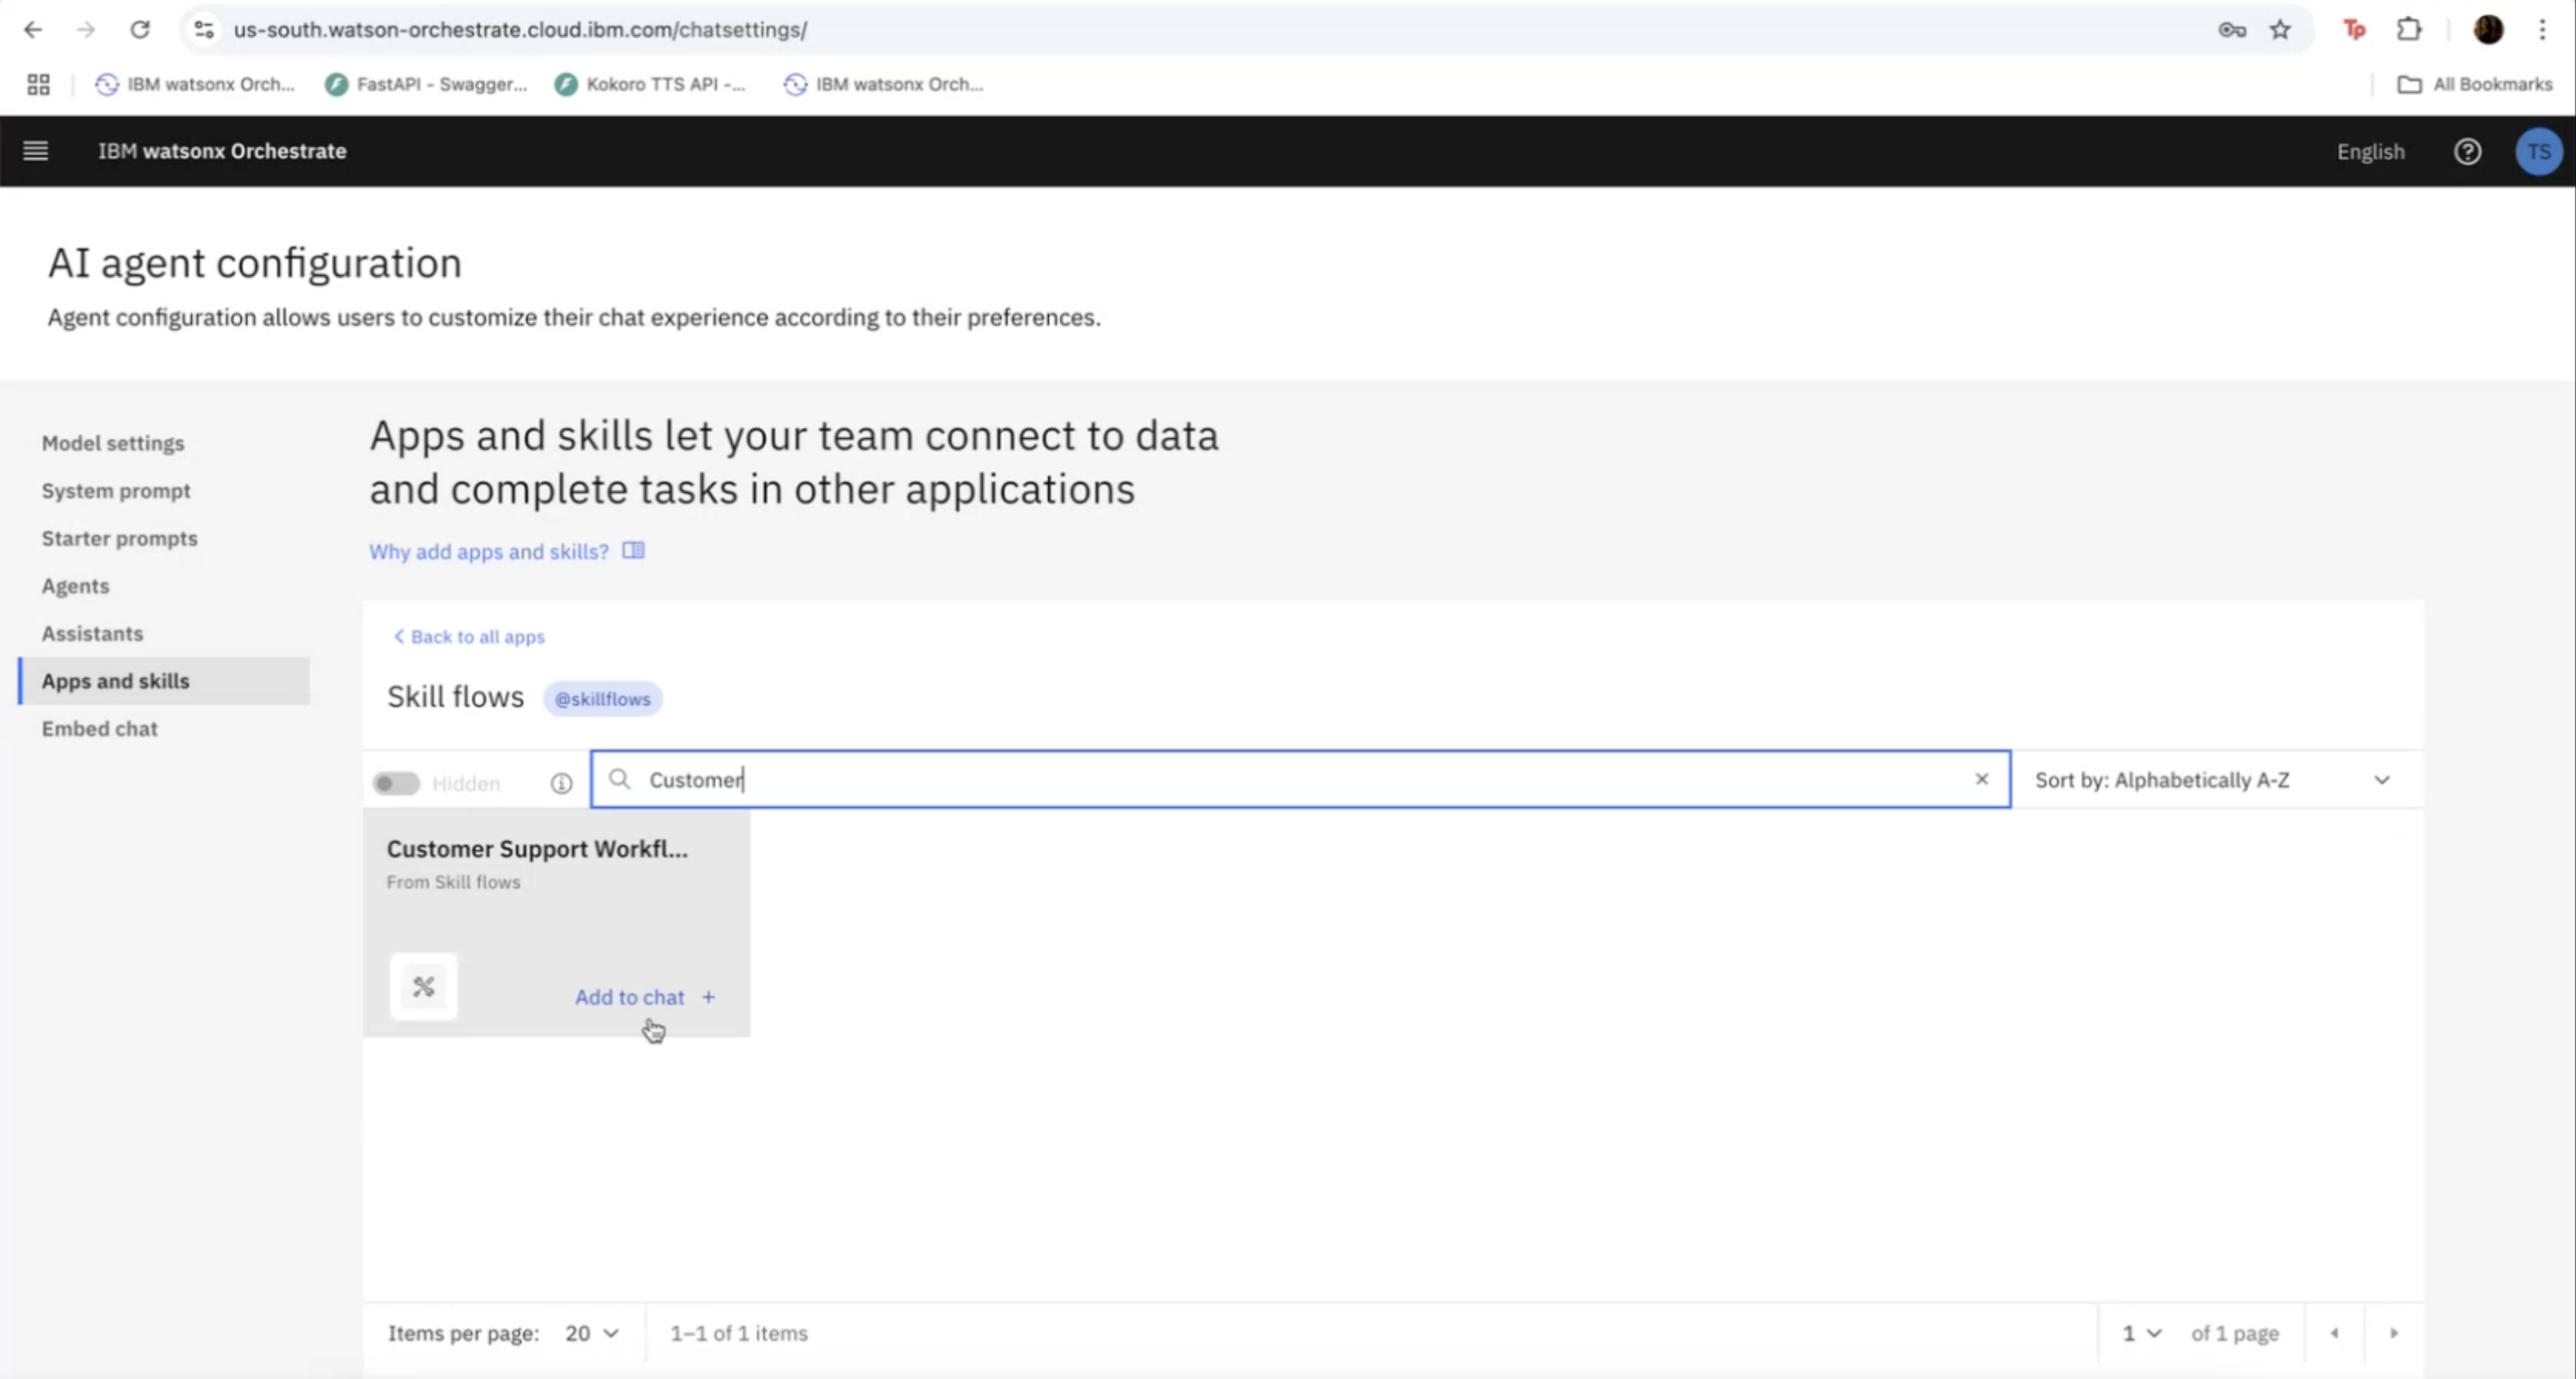 us-south.watson-orchestrate.cloud.ibm.com/chatsettings/
Tp
IBM watsonx Orch...
FastAPI - Swagger...
Kokoro TTS API -...
IBM watsonx Orch...
All Bookmarks
IBM watsonx Orchestrate
English
TS
AI agent configuration
Agent configuration allows users to customize their chat experience according to their preferences.
Model settings
System prompt
Starter prompts
Agents
Assistants
Apps and skills
Embed chat
Apps and skills let your team connect to data
and complete tasks in other applications
Why add apps and skills?
Back to all apps
Skill flows
@skillflows
Hidden
Customer
Sort by: Alphabetically A-Z
Customer Support Workfl...
From Skill flows
Add to chat +
Items per page: 20
1–1 of 1 items
1 of 1 page